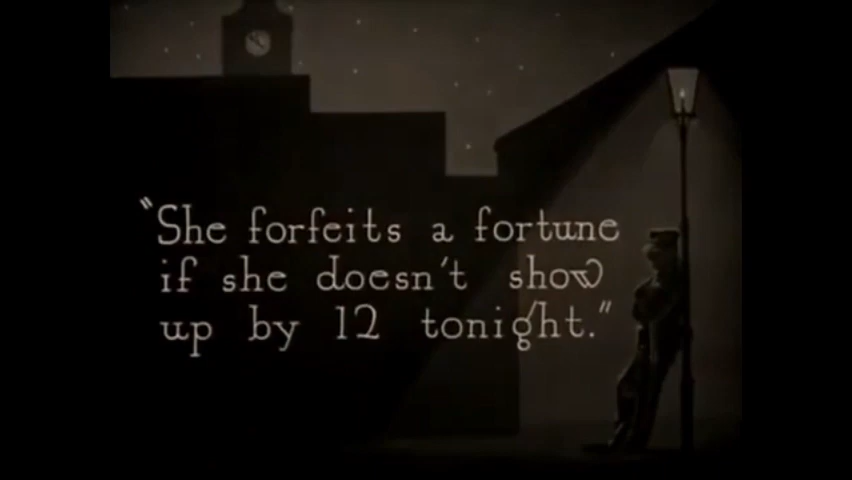 "She forfeits a fortune
if she doesn't show
up by 12 tonight."